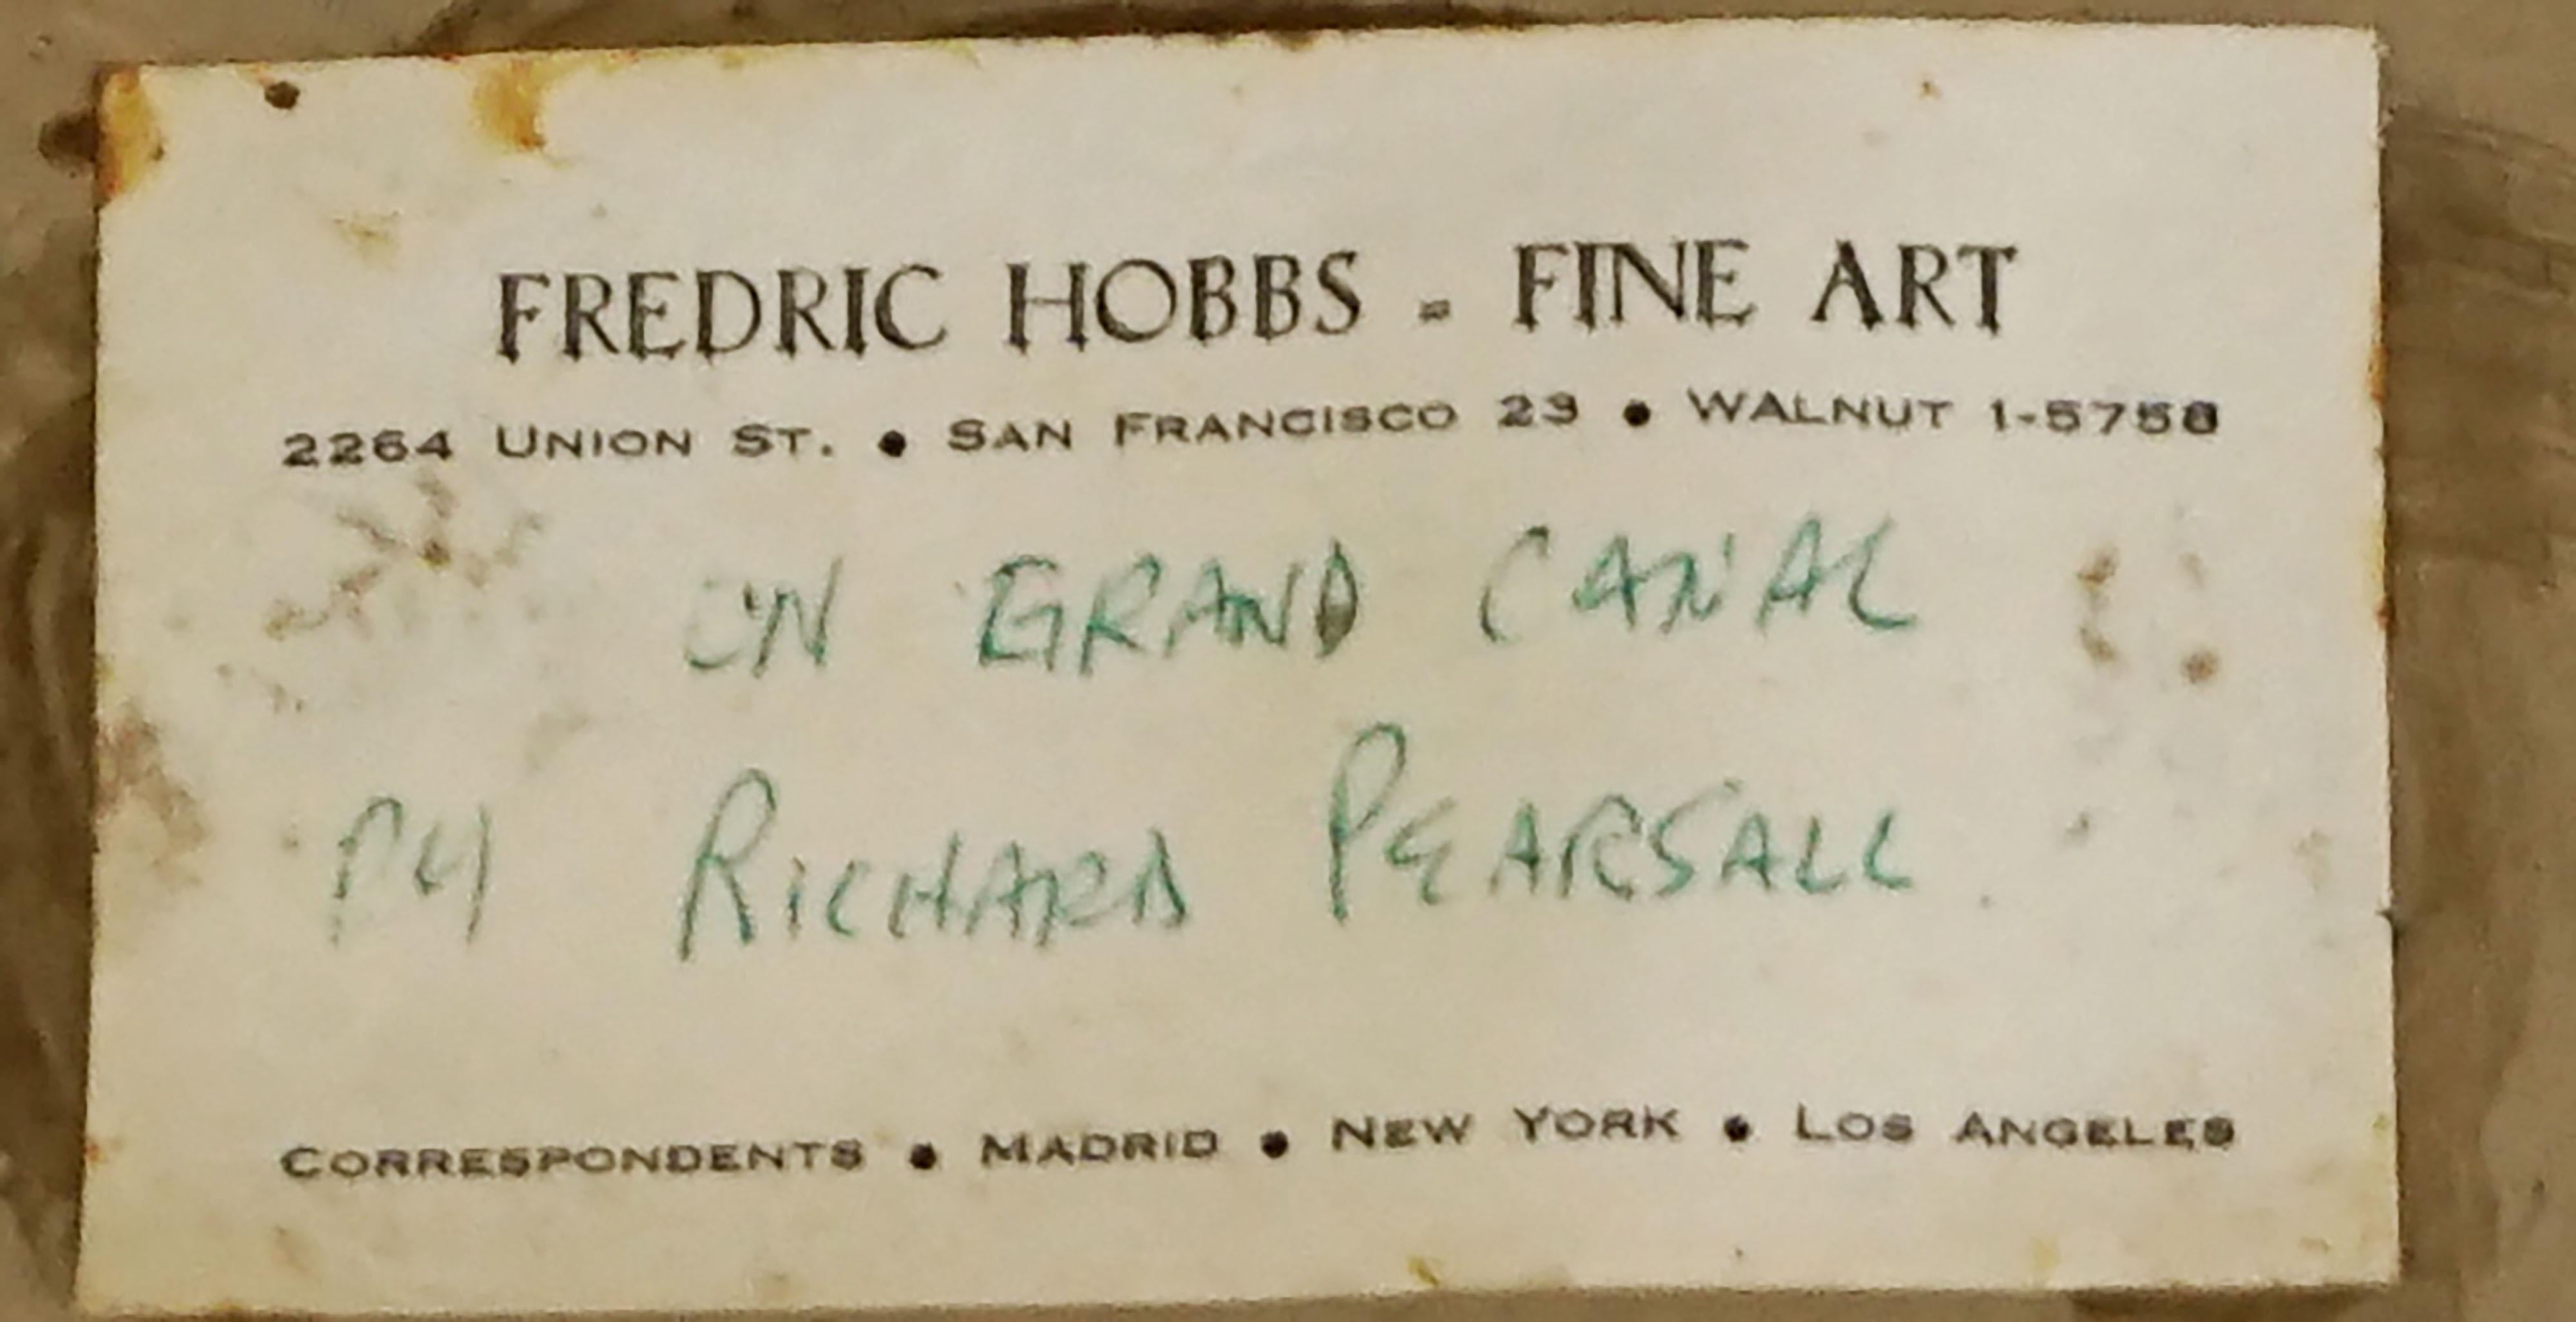 FREDRIC HOBBS - FINE ART
2264 UNION ST. • SAN FRANCISCO 23 • WALNUT 1-5758
ON GRAND CANAL
RICHARD PEARSALL
CORRESPONDENTS • MADRID • NEW YORK • LOS ANGELES